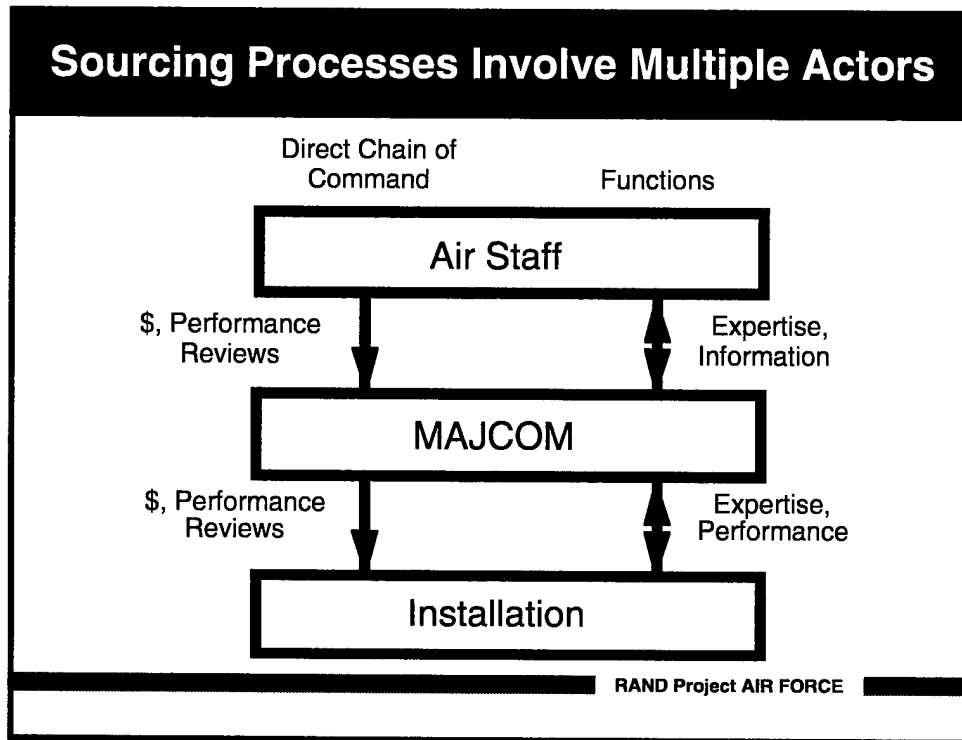 Sourcing Processes Involve Multiple Actors
Direct Chain of
Command
Functions
Air Staff
$, Performance
Reviews
Expertise,
Information
MAJCOM
$, Performance
Reviews
Expertise,
Performance
Installation
RAND Project AIR FORCE